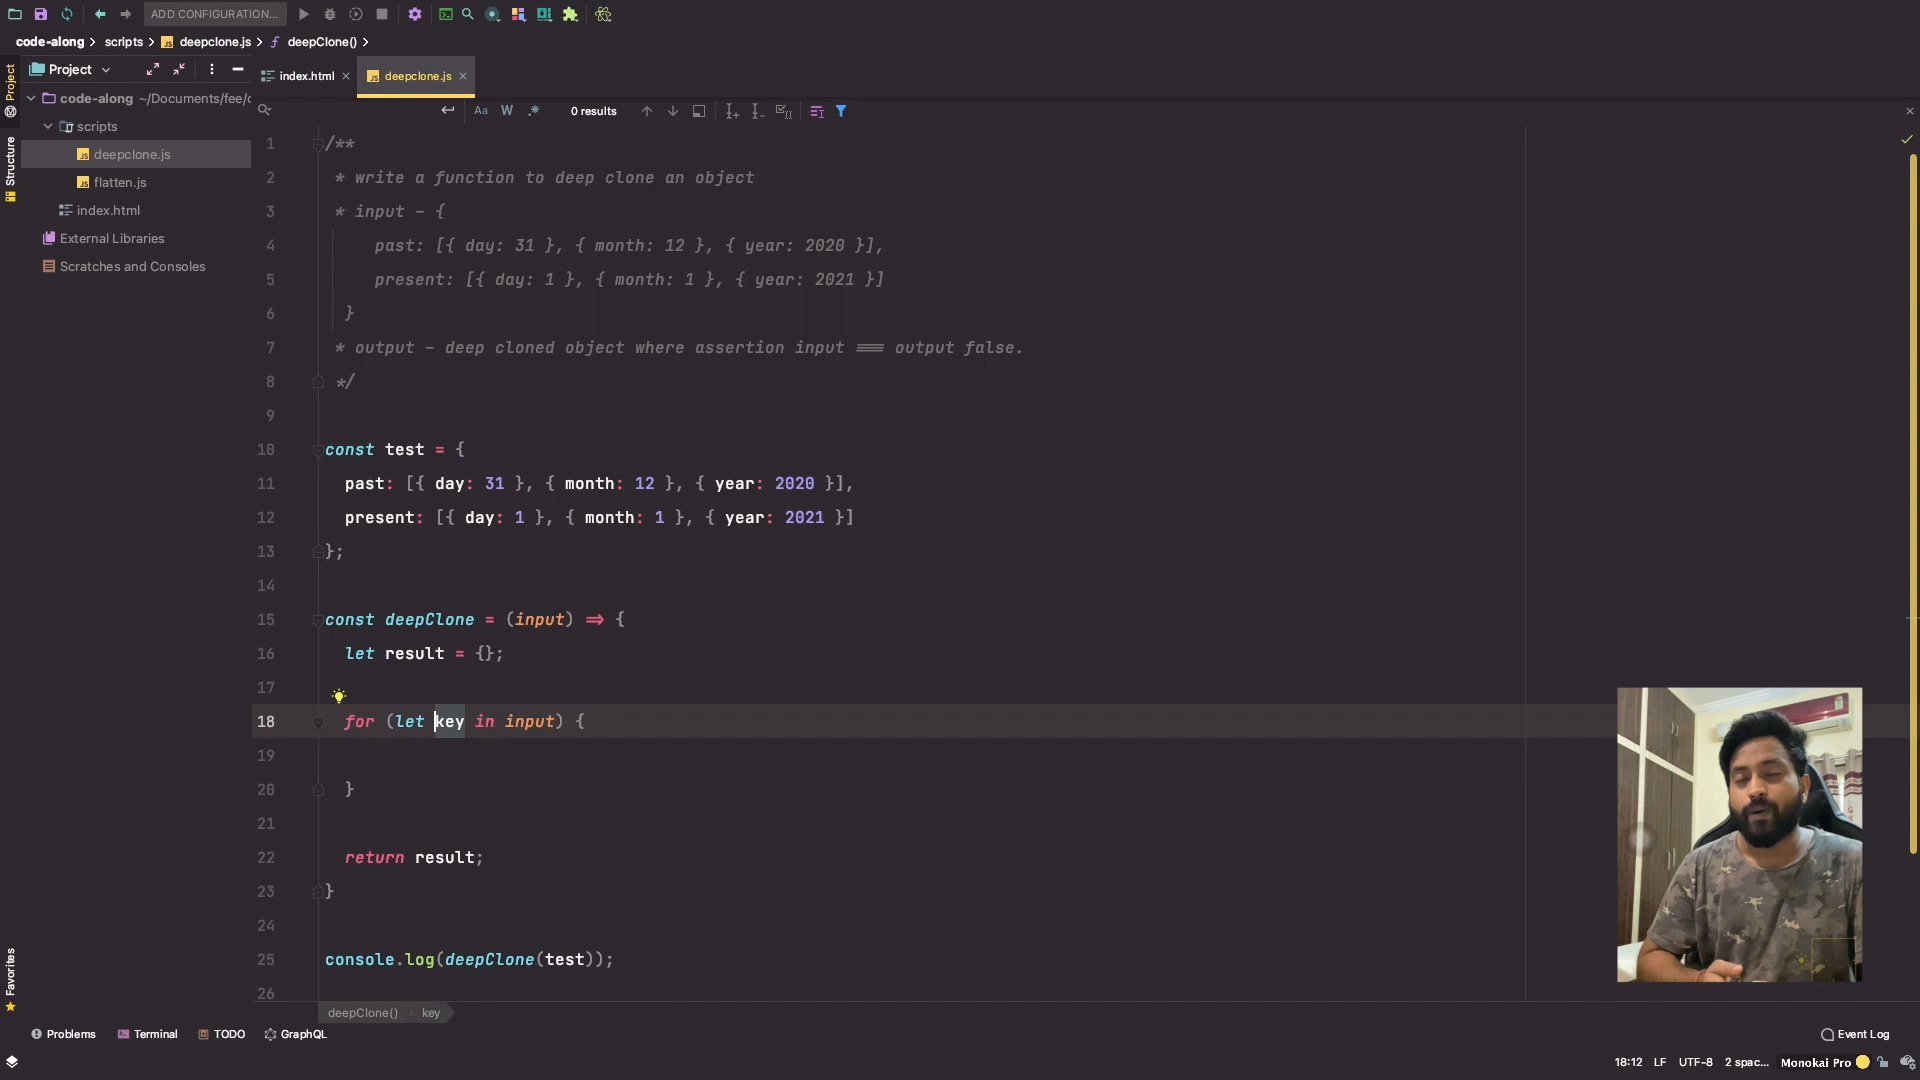 ADD CONFIGURATION...
code-along scripts deepclone.js deepClone()
Project
index.html
deepclone.js
Project
Structure
Favorites
code-along ~/Documents/fee/c
scripts
deepclone.js
flatten.js
index.html
External Libraries
Scratches and Consoles
Aa W .* 0 results
1 /**
2 * write a function to deep clone an object
3 * input - {
4 past: [{ day: 31 }, { month: 12 }, { year: 2020 }],
5 present: [{ day: 1 }, { month: 1 }, { year: 2021 }]
6 }
7 * output - deep cloned object where assertion input === output false.
8 */
9
10 const test = {
11 past: [{ day: 31 }, { month: 12 }, { year: 2020 }],
12 present: [{ day: 1 }, { month: 1 }, { year: 2021 }]
13 };
14
15 const deepClone = (input) => {
16 let result = {};
17
18 for (let key in input) {
19
20 }
21
22 return result;
23 }
24
25 console.log(deepClone(test));
26
deepClone() key
Problems Terminal TODO GraphQL Event Log
18:12 LF UTF-8 2 spac... Monokai Pro